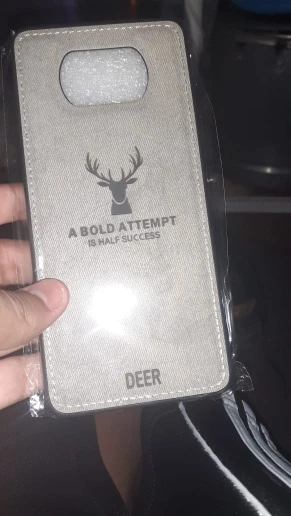 A BOLD ATTEMPT
IS HALF SUCCESS
DEER